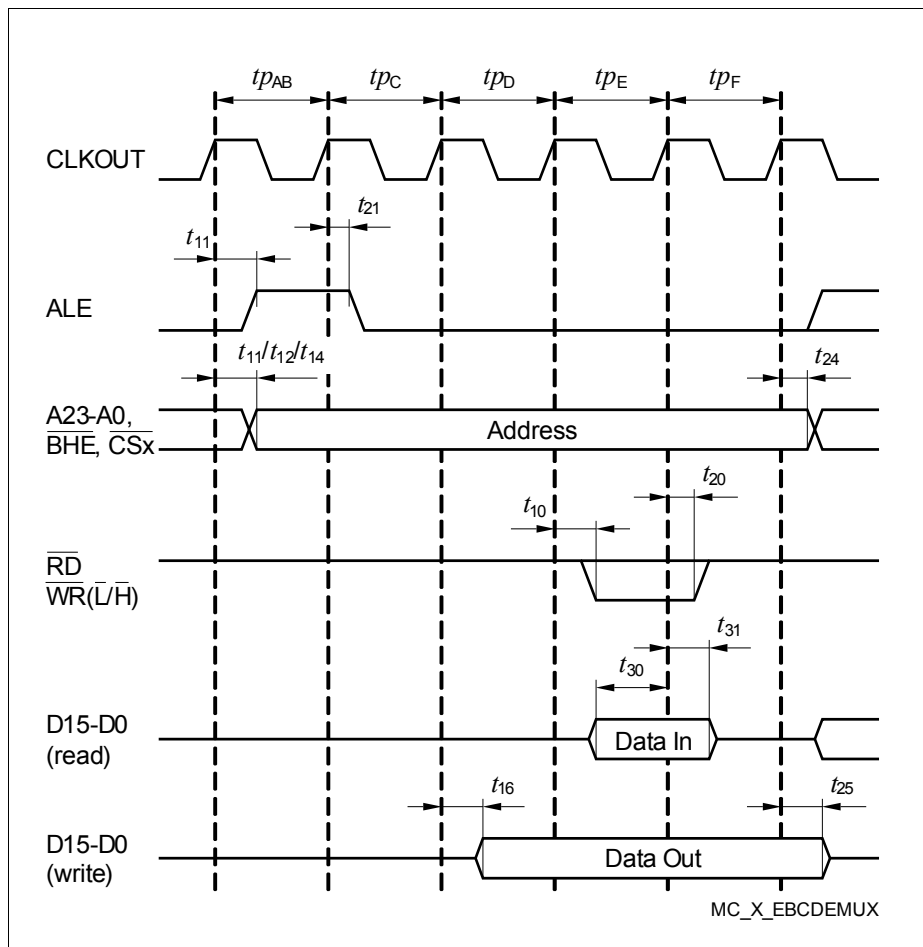 tpAB tpC tpD tpE tpF
CLKOUT
t21
t11
ALE
t11/t12/t14
t24
A23-A0,
BHE, CSx
Address
t20
t10
RD
WR(L/H)
t31
t30
D15-D0
(read)
Data In
t16
t25
D15-D0
(write)
Data Out
MC_X_EBCDEMUX